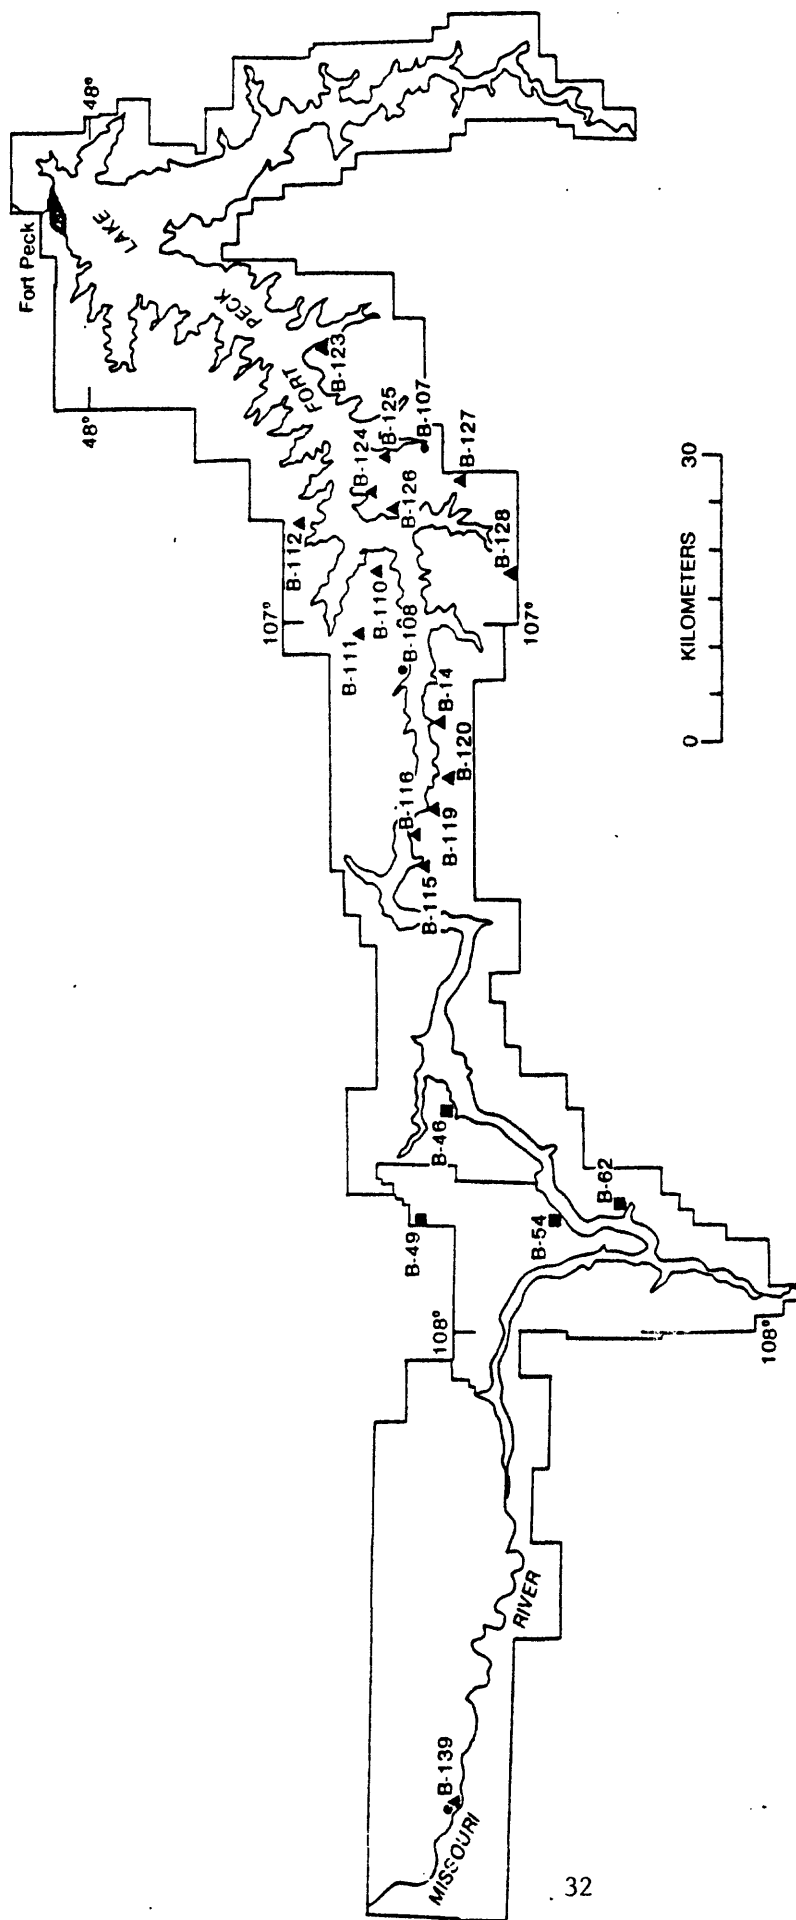 Fort Peck
48°
48°
LAKE
PECK
FORT
B-123
B-125
B-124
B-107
B-127
B-126
B-112
B-128
B-110
107°
107°
B-111
B-108
B-14
B-120
B-116
B-119
B-115
B-46
B-62
B-49
B-54
108°
108°
RIVER
B-139
MISSOURI
0 30
KILOMETERS
32